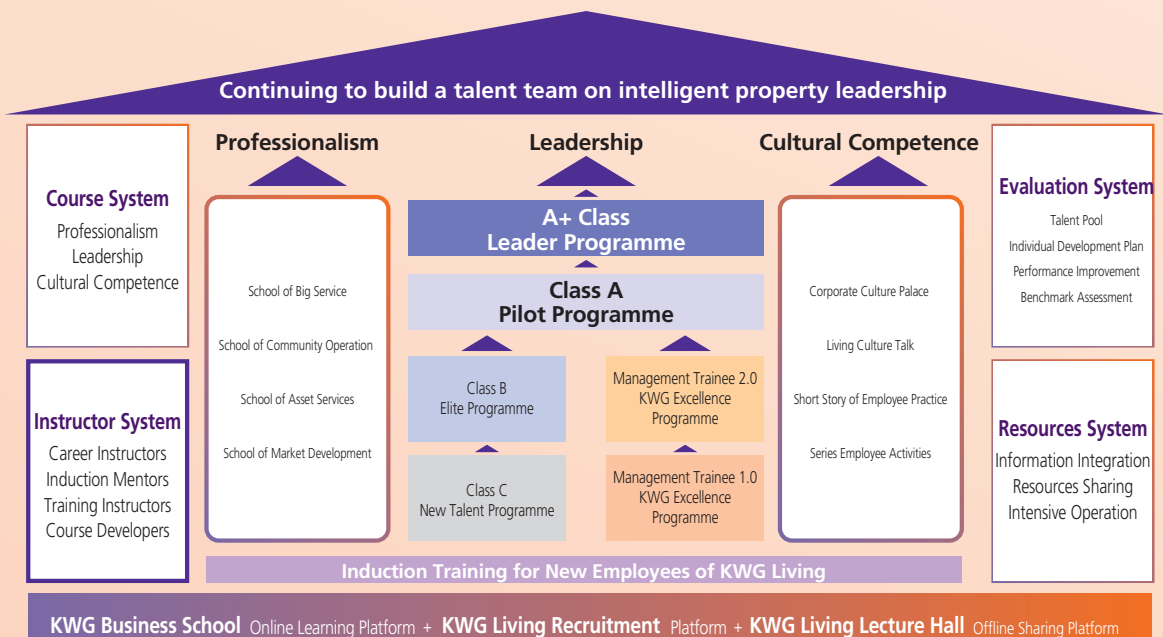 Continuing to build a talent team on intelligent property leadership
Course System
Professionalism
Leadership
Cultural Competence
Instructor System
Career Instructors
Induction Mentors
Training Instructors
Course Developers
Professionalism
School of Big Service
School of Community Operation
School of Asset Services
School of Market Development
Leadership
A+ Class
Leader Programme
Class A
Pilot Programme
Class B
Elite Programme
Management Trainee 2.0
KWG Excellence
Programme
Class C
New Talent Programme
Management Trainee 1.0
KWG Excellence
Programme
Cultural Competence
Corporate Culture Palace
Living Culture Talk
Short Story of Employee Practice
Series Employee Activities
Evaluation System
Talent Pool
Individual Development Plan
Performance Improvement
Benchmark Assessment
Resources System
Information Integration
Resources Sharing
Intensive Operation
Induction Training for New Employees of KWG Living
KWG Business School Online Learning Platform + KWG Living Recruitment Platform + KWG Living Lecture Hall Offline Sharing Platform